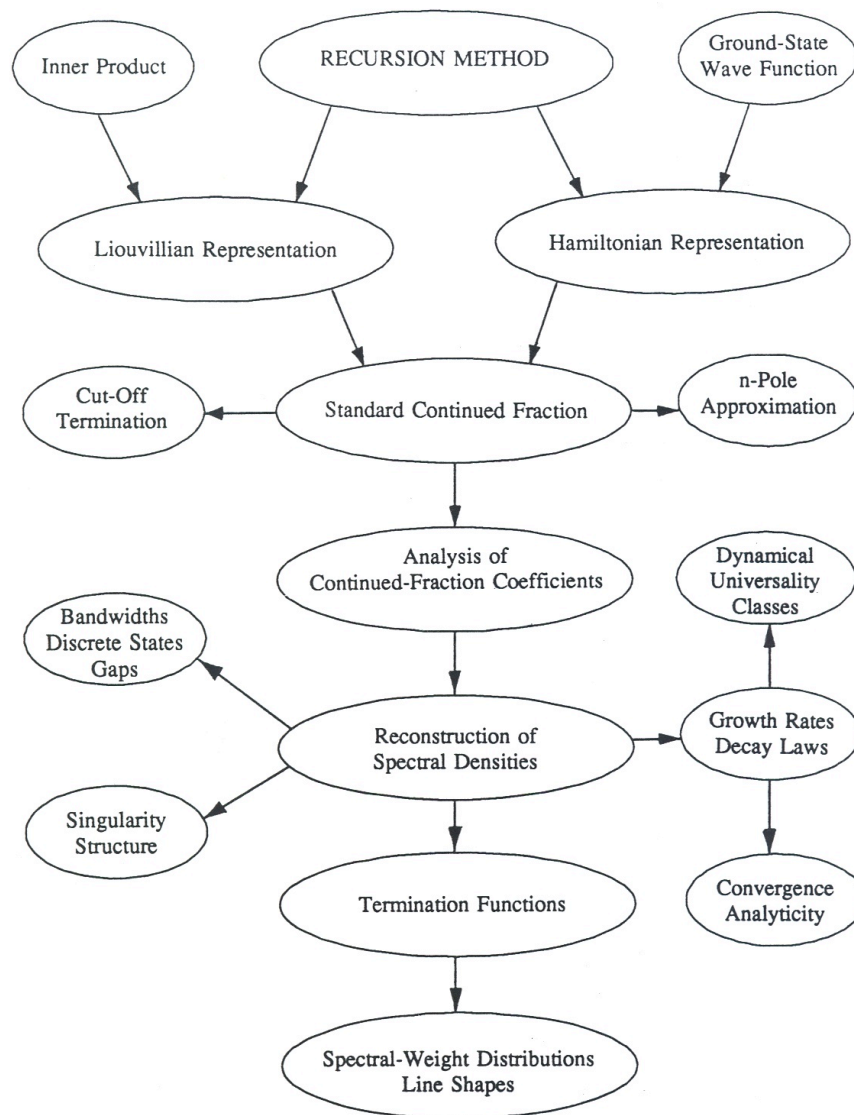 Inner Product
RECURSION METHOD
Ground-State
Wave Function
Liouvillian Representation
Hamiltonian Representation
Cut-Off
Termination
Standard Continued Fraction
n-Pole
Approximation
Analysis of
Continued-Fraction Coefficients
Dynamical
Universality
Classes
Bandwidths
Discrete States
Gaps
Reconstruction of
Spectral Densities
Growth Rates
Decay Laws
Singularity
Structure
Termination Functions
Convergence
Analyticity
Spectral-Weight Distributions
Line Shapes